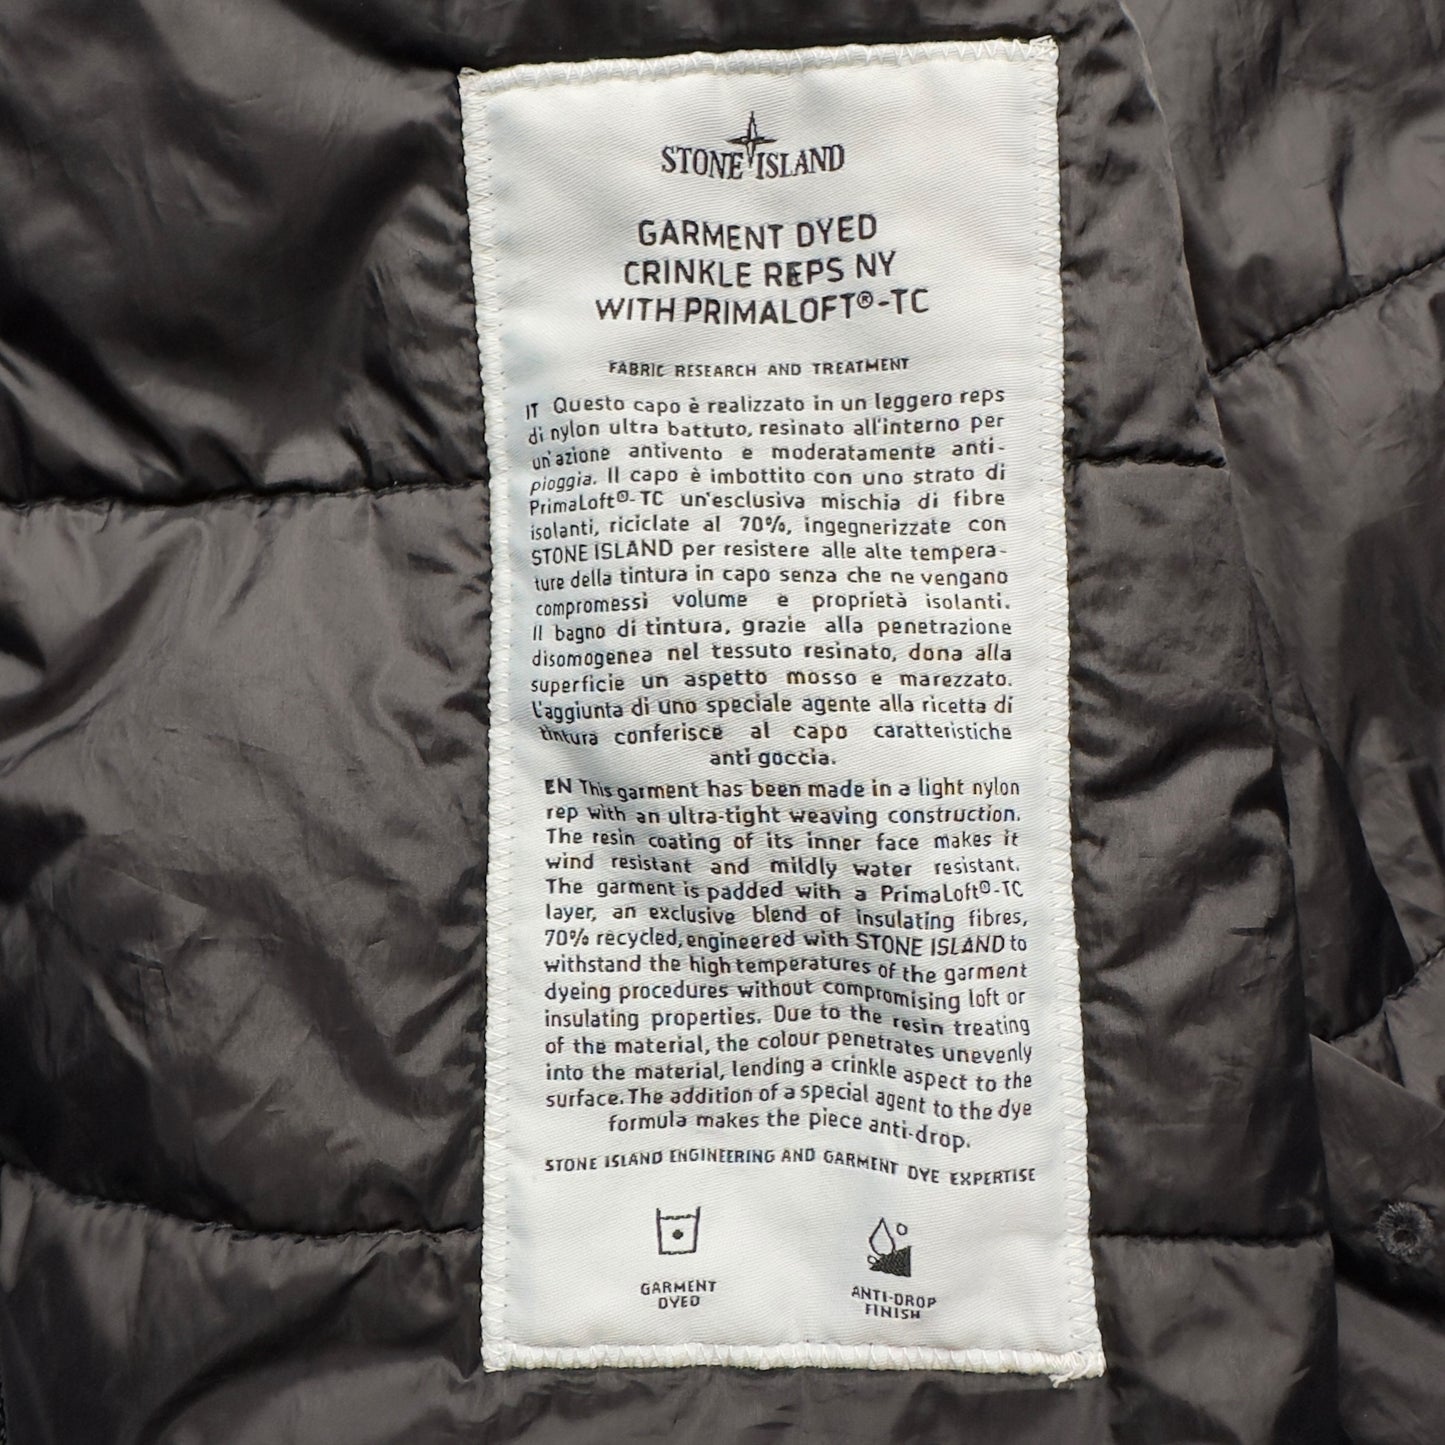 STONE ISLAND
GARMENT DYED
CRINKLE REPS NY
WITH PRIMALOFT®-TC
FABRIC RESEARCH AND TREATMENT
IT Questo capo è realizzato in un leggero reps
di nylon ultra battuto, resinato all'interno per
un'azione antivento e moderatamente anti-
pioggia. Il capo è imbottito con uno strato di
PrimaLoft®-TC un'esclusiva mischia di fibre
isolanti, riciclate al 70%, ingegnerizzate con
STONE ISLAND per resistere alle alte tempera-
ture della tintura in capo senza che ne vengano
compromessi volume e proprietà isolanti.
Il bagno di tintura, grazie alla penetrazione
disomogenea nel tessuto resinato, dona alla
superficie un aspetto mosso e marezzato.
L'aggiunta di uno speciale agente alla ricetta di
tintura conferisce al capo caratteristiche
anti goccia.
EN This garment has been made in a light nylon
rep with an ultra-tight weaving construction.
The resin coating of its inner face makes it
wind resistant and mildly water resistant.
The garment is padded with a PrimaLoft®-TC
layer, an exclusive blend of insulating fibres,
70% recycled, engineered with STONE ISLAND to
withstand the high temperatures of the garment
dyeing procedures without compromising loft or
insulating properties. Due to the resin treating
of the material, the colour penetrates unevenly
into the material, lending a crinkle aspect to the
surface. The addition of a special agent to the dye
formula makes the piece anti-drop.
STONE ISLAND ENGINEERING AND GARMENT DYE EXPERTISE
GARMENT
DYED
ANTI-DROP
FINISH